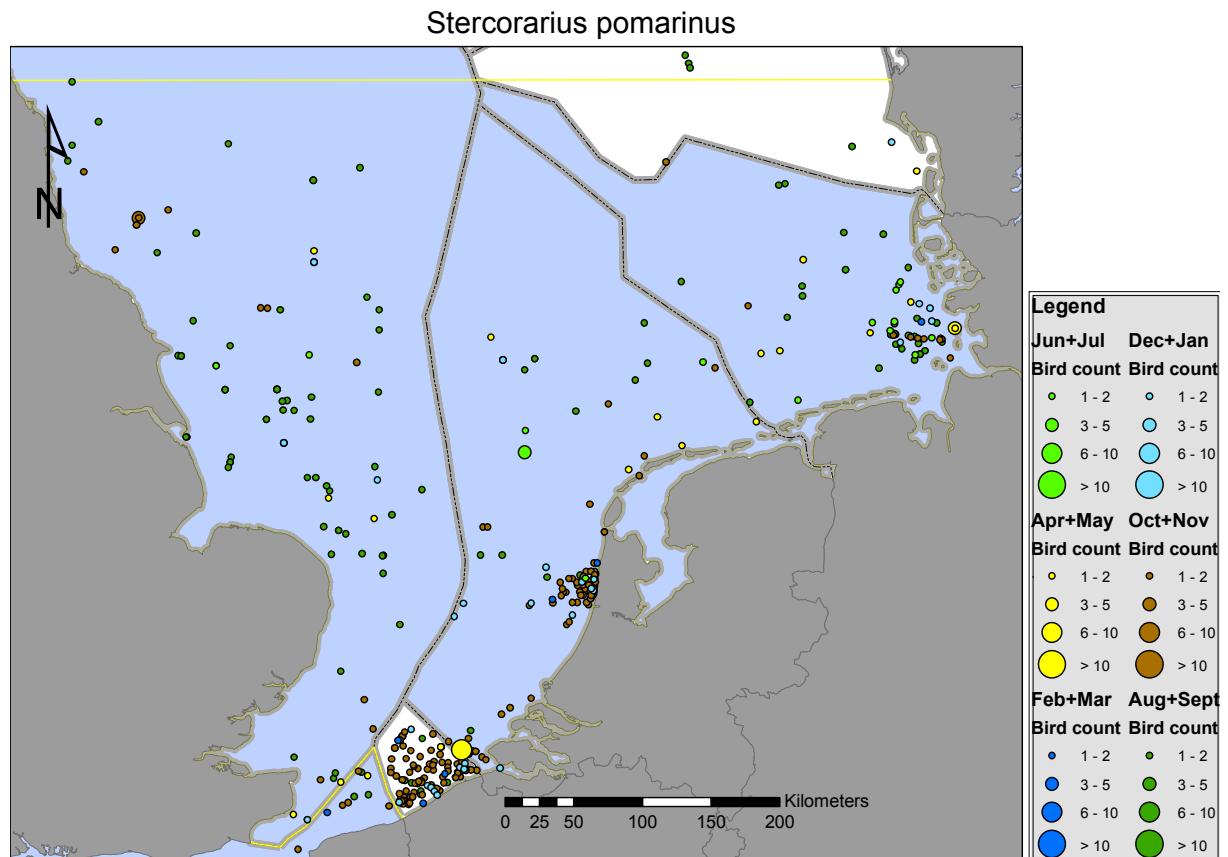 Stercorarius pomarinus
N
Kilometers
0 25 50 100 150 200
Legend
Jun+Jul Dec+Jan
Bird count Bird count
1 - 2 1 - 2
3 - 5 3 - 5
6 - 10 6 - 10
> 10 > 10
Apr+May Oct+Nov
Bird count Bird count
1 - 2 1 - 2
3 - 5 3 - 5
6 - 10 6 - 10
> 10 > 10
Feb+Mar Aug+Sept
Bird count Bird count
1 - 2 1 - 2
3 - 5 3 - 5
6 - 10 6 - 10
> 10 > 10